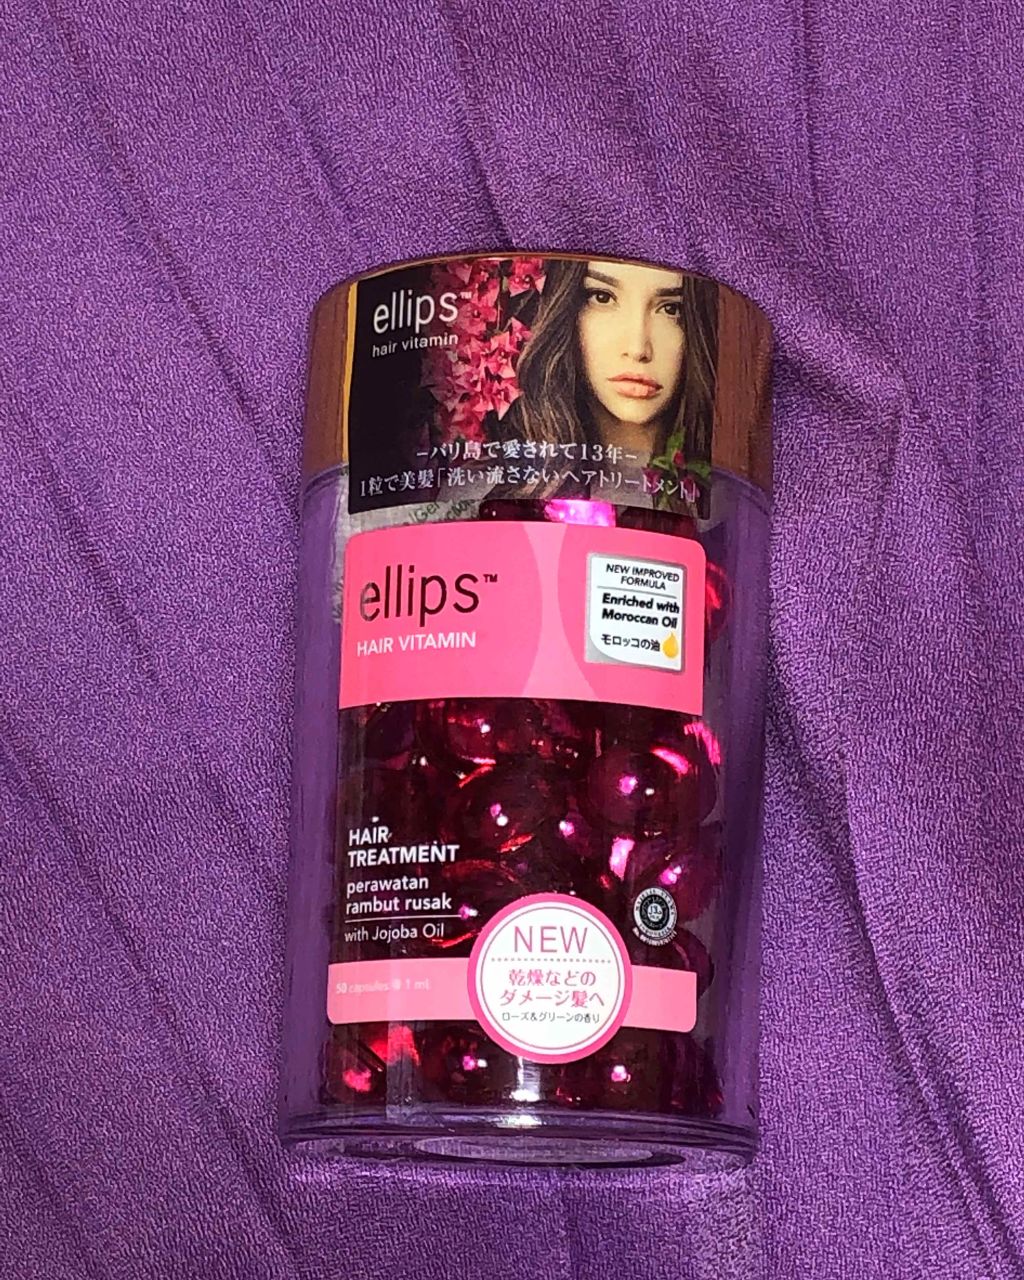 ellips™
hair vitamin
−バリ島で愛されて13年−
1粒で美髪「洗い流さないヘアトリートメント」
ellips™
HAIR VITAMIN
NEW IMPROVED
FORMULA
Enriched with
Moroccan Oil
モロッコの油
HAIR
TREATMENT
perawatan
rambut rusak
with Jojoba Oil
50 capsules @ 1 ml
NEW
乾燥などの
ダメージ髪へ
ローズ&グリーンの香り